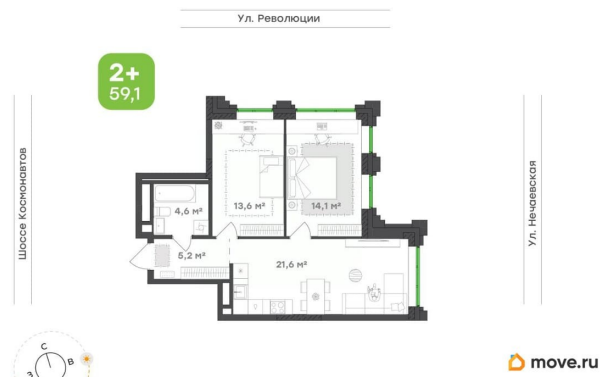 Ул. Революции
2+
59,1
Шоссе Космонавтов
Ул. Нечаевская
4,6 м²
13,6 м²
14,1 м²
5,2 м²
21,6 м²
С
В
З
move.ru